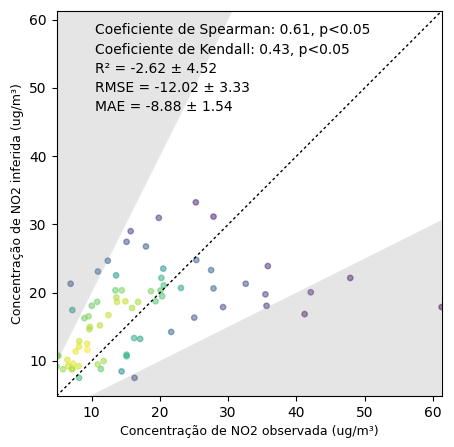 60
50
40
30
20
10
Concentração de NO2 inferida (ug/m³)
Coeficiente de Spearman: 0.61, p<0.05
Coeficiente de Kendall: 0.43, p<0.05
R² = -2.62 ± 4.52
RMSE = -12.02 ± 3.33
MAE = -8.88 ± 1.54
10 20 30 40 50 60
Concentração de NO2 observada (ug/m³)